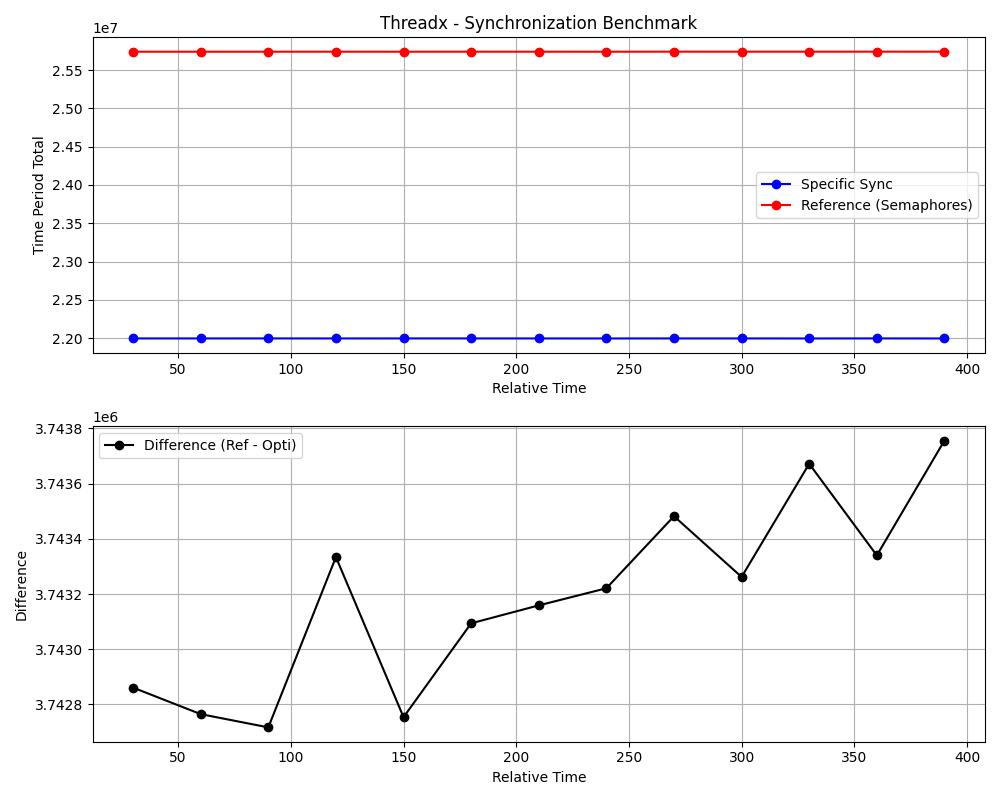 Threadx - Synchronization Benchmark
1e7
2.55
2.50
2.45
2.40
2.35
2.30
2.25
2.20
Time Period Total
Specific Sync
Reference (Semaphores)
50 100 150 200 250 300 350 400
Relative Time
1e6
3.7438
3.7436
3.7434
3.7432
3.7430
3.7428
Difference
Difference (Ref - Opti)
50 100 150 200 250 300 350 400
Relative Time